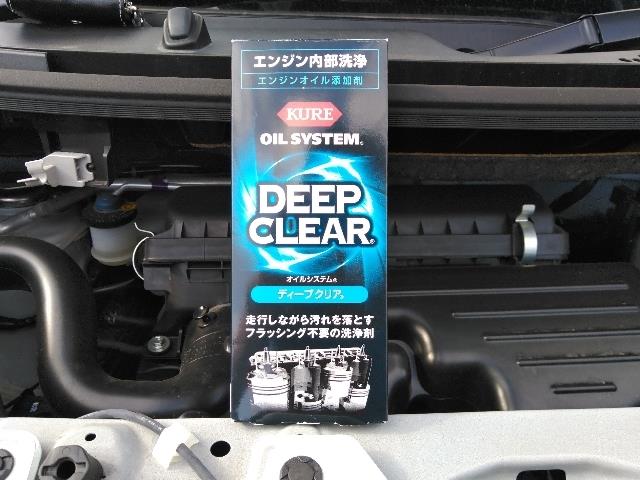 エンジン内部洗浄
エンジンオイル添加剤
KURE
OIL SYSTEM®
DEEP
CLEAR®
オイルシステム®
ディープクリア®
走行しながら汚れを落とす
フラッシング不要の洗浄剤